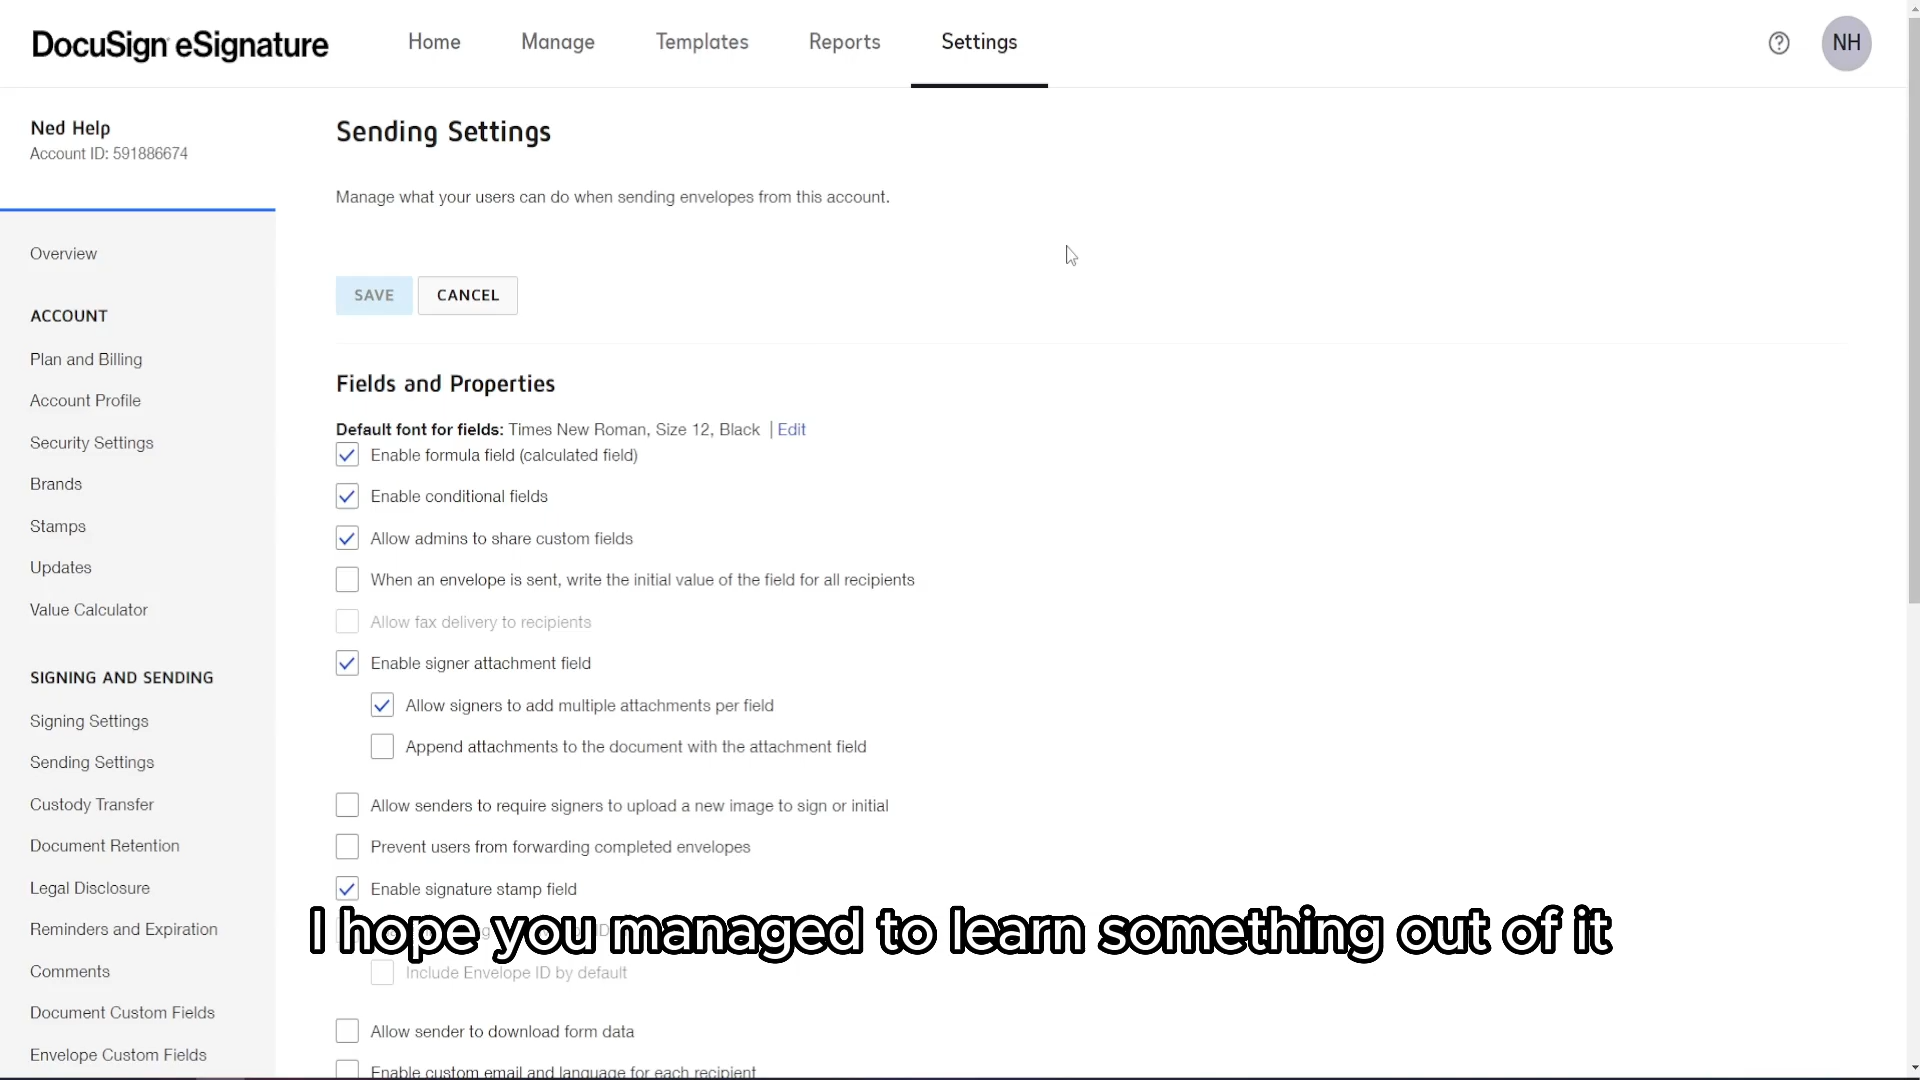 DocuSign eSignature
Home
Manage
Templates
Reports
Settings
NH
Ned Help
Account ID: 591886674
Overview
ACCOUNT
Plan and Billing
Account Profile
Security Settings
Brands
Stamps
Updates
Value Calculator
SIGNING AND SENDING
Signing Settings
Sending Settings
Custody Transfer
Document Retention
Legal Disclosure
Reminders and Expiration
Comments
Document Custom Fields
Envelope Custom Fields
Sending Settings
Manage what your users can do when sending envelopes from this account.
SAVE
CANCEL
Fields and Properties
Default font for fields: Times New Roman, Size 12, Black | Edit
Enable formula field (calculated field)
Enable conditional fields
Allow admins to share custom fields
When an envelope is sent, write the initial value of the field for all recipients
Allow fax delivery to recipients
Enable signer attachment field
Allow signers to add multiple attachments per field
Append attachments to the document with the attachment field
Allow senders to require signers to upload a new image to sign or initial
Prevent users from forwarding completed envelopes
Enable signature stamp field
I hope you managed to learn something out of it
Include Envelope ID by default
Allow sender to download form data
Enable custom email and language for each recipient